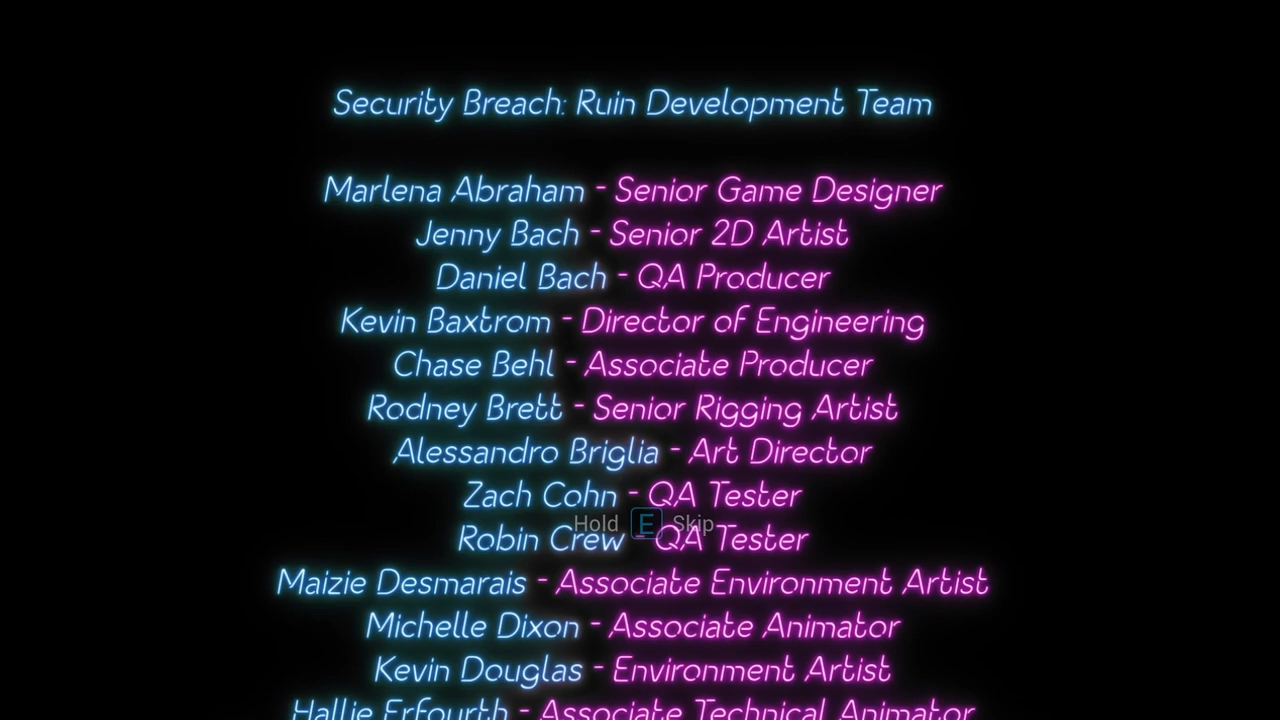 Security Breach: Ruin Development Team
Marlena Abraham - Senior Game Designer
Jenny Bach - Senior 2D Artist
Daniel Bach - QA Producer
Kevin Baxtrom - Director of Engineering
Chase Behl - Associate Producer
Rodney Brett - Senior Rigging Artist
Alessandro Briglia - Art Director
Zach Cohn - QA Tester
Hold E Skip
Robin Crew - QA Tester
Maizie Desmarais - Associate Environment Artist
Michelle Dixon - Associate Animator
Kevin Douglas - Environment Artist
Hallie Erfourth - Associate Technical Animator